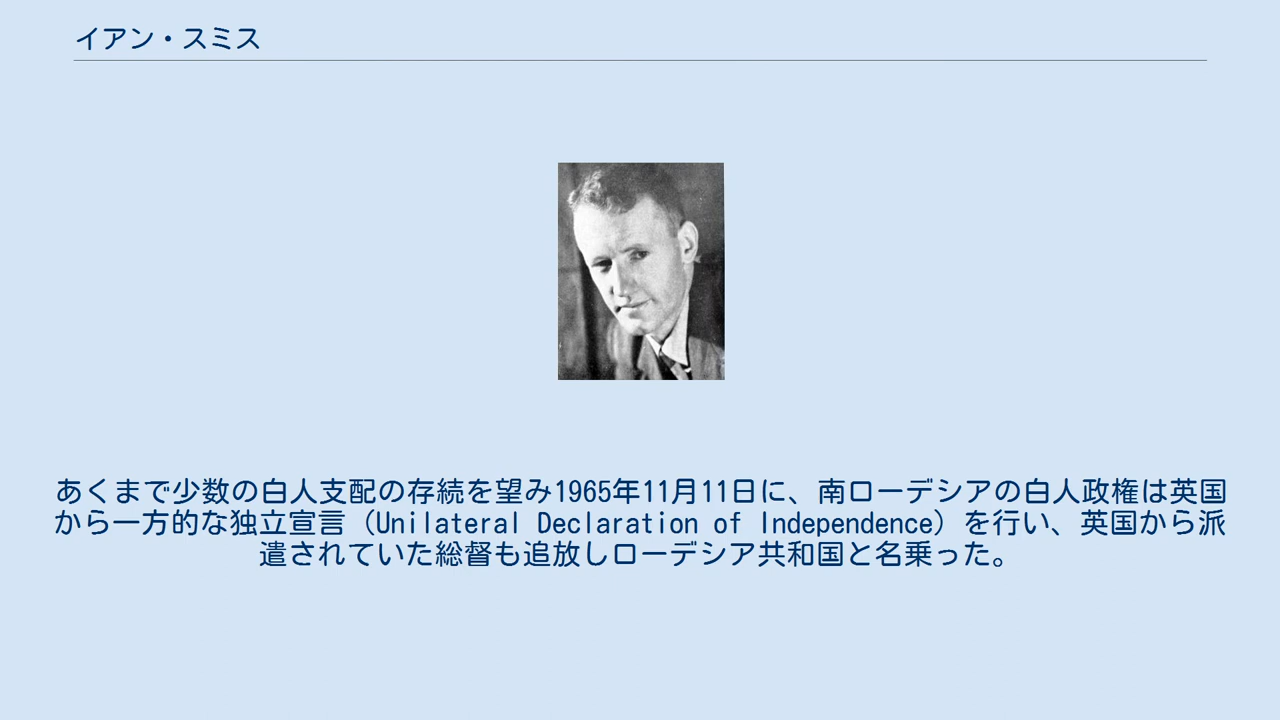 イアン・スミス
あくまで少数の白人支配の存続を望み1965年11月11日に、南ローデシアの白人政権は英国
から一方的な独立宣言（Unilateral Declaration of Independence）を行い、英国から派
遣されていた総督も追放しローデシア共和国と名乗った。